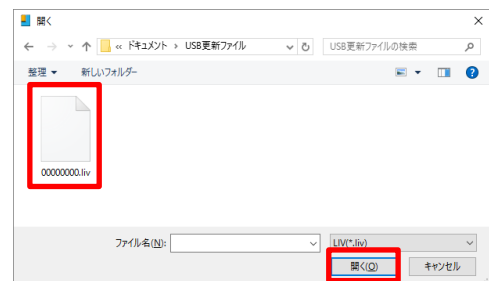 開く
« ドキュメント › USB更新ファイル
USB更新ファイルの検索
整理
新しいフォルダー
00000000.liv
ファイル名(N):
LIV(*.liv)
開く(O)
キャンセル